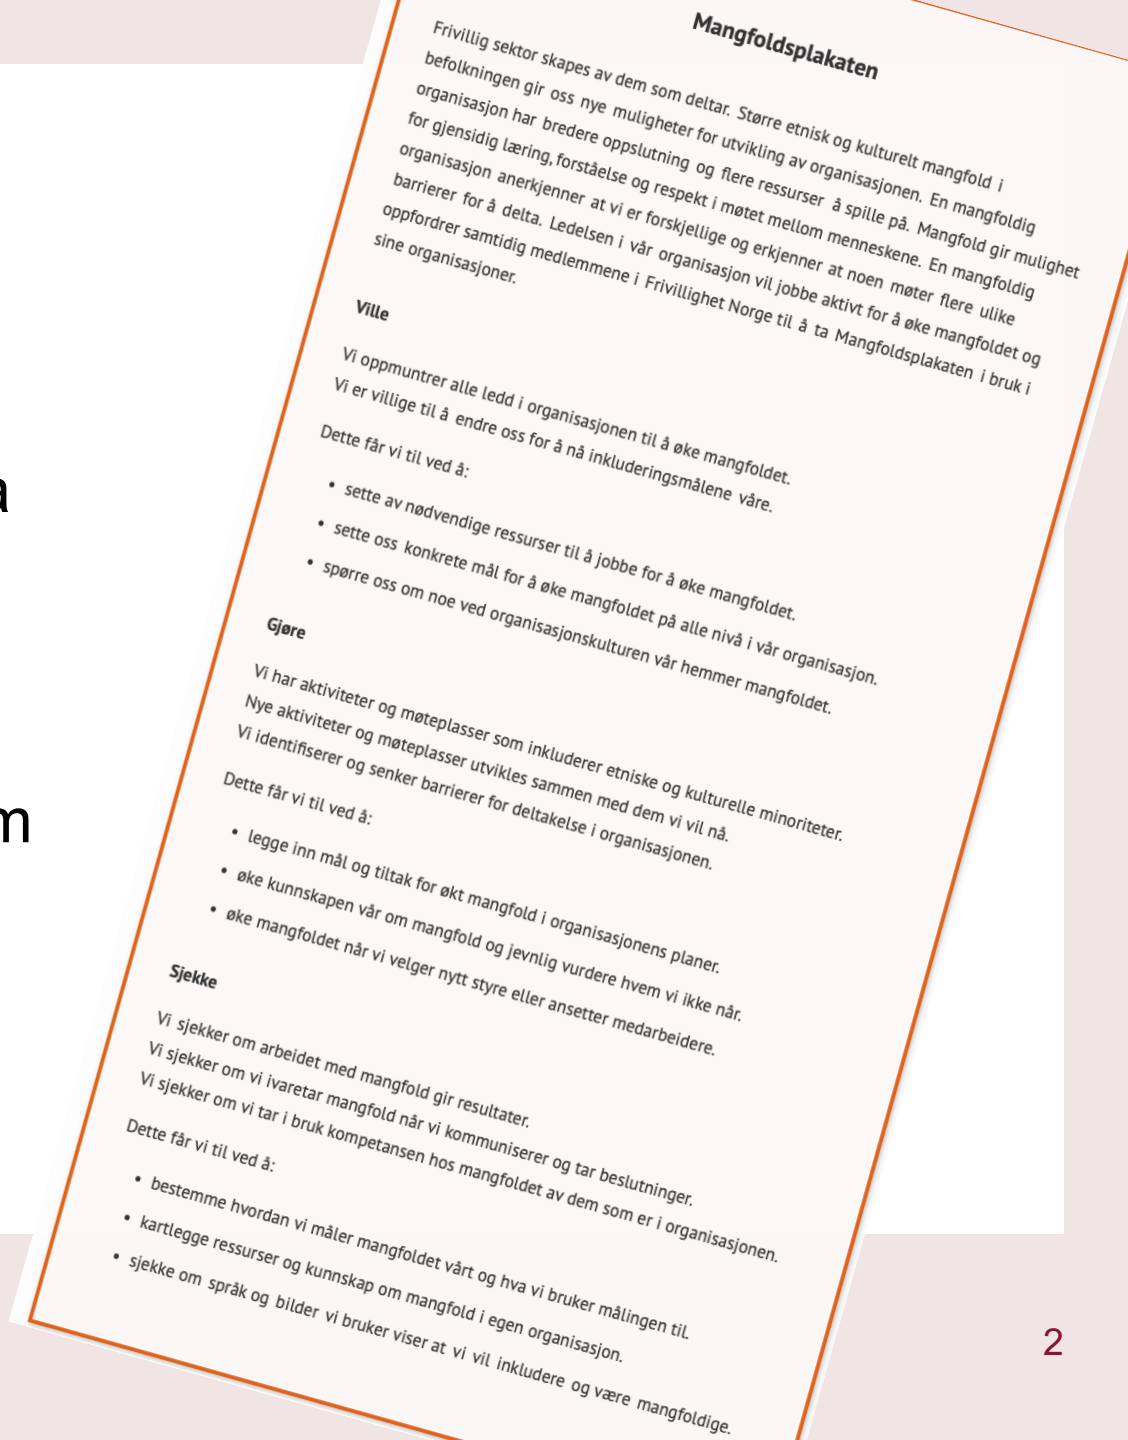 Mangfoldsplakaten
Frivillig sektor skapes av dem som deltar. Større etnisk og kulturelt mangfold i
befolkningen gir oss nye muligheter for utvikling av organisasjonen. En mangfoldig
organisasjon har bredere oppslutning og flere ressurser å spille på. Mangfold gir mulighet
for gjensidig læring, forståelse og respekt i møtet mellom menneskene. En mangfoldig
organisasjon anerkjenner at vi er forskjellige og erkjenner at noen møter flere ulike
barrierer for å delta. Ledelsen i vår organisasjon vil jobbe aktivt for å øke mangfoldet og
oppfordrer samtidig medlemmene i Frivillighet Norge til å ta Mangfoldsplakaten i bruk i
sine organisasjoner.
Ville
Vi oppmuntrer alle ledd i organisasjonen til å øke mangfoldet.
Vi er villige til å endre oss for å nå inkluderingsmålene våre.
Dette får vi til ved å:
• sette av nødvendige ressurser til å jobbe for å øke mangfoldet.
• sette oss konkrete mål for å øke mangfoldet på alle nivå i vår organisasjon.
• spørre oss om noe ved organisasjonskulturen vår hemmer mangfoldet.
Gjøre
Vi har aktiviteter og møteplasser som inkluderer etniske og kulturelle minoriteter.
Nye aktiviteter og møteplasser utvikles sammen med dem vi vil nå.
Vi identifiserer og senker barrierer for deltakelse i organisasjonen.
Dette får vi til ved å:
• legge inn mål og tiltak for økt mangfold i organisasjonens planer.
• øke kunnskapen vår om mangfold og jevnlig vurdere hvem vi ikke når.
• øke mangfoldet når vi velger nytt styre eller ansetter medarbeidere.
Sjekke
Vi sjekker om arbeidet med mangfold gir resultater.
Vi sjekker om vi ivaretar mangfold når vi kommuniserer og tar beslutninger.
Vi sjekker om vi tar i bruk kompetansen hos mangfoldet av dem som er i organisasjonen.
Dette får vi til ved å:
• bestemme hvordan vi måler mangfoldet vårt og hva vi bruker målingen til.
• kartlegge ressurser og kunnskap om mangfold i egen organisasjon.
• sjekke om språk og bilder vi bruker viser at vi vil inkludere og være mangfoldige.
2